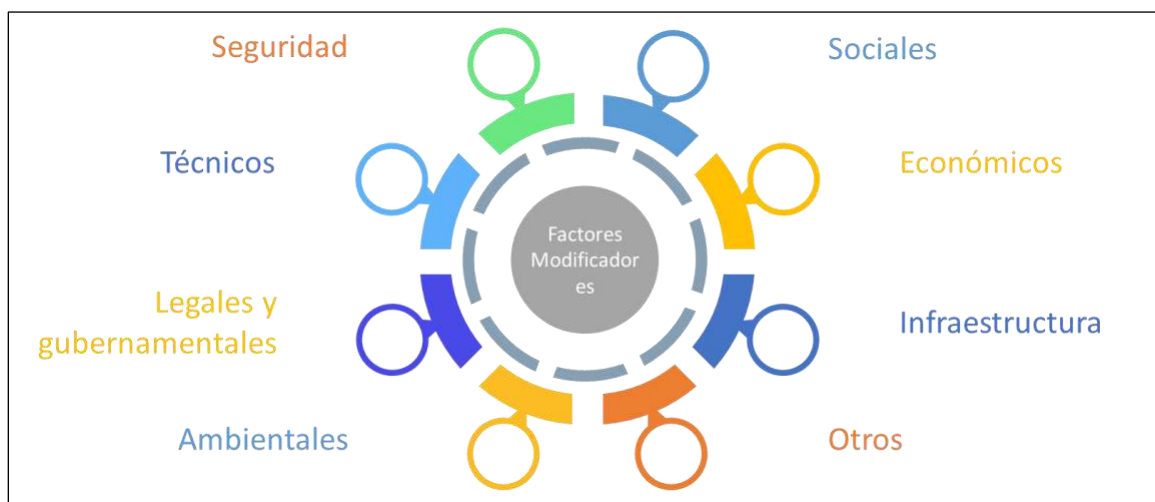 Seguridad
Sociales
Técnicos
Económicos
Factores
Modificador
es
Legales y
gubernamentales
Infraestructura
Ambientales
Otros